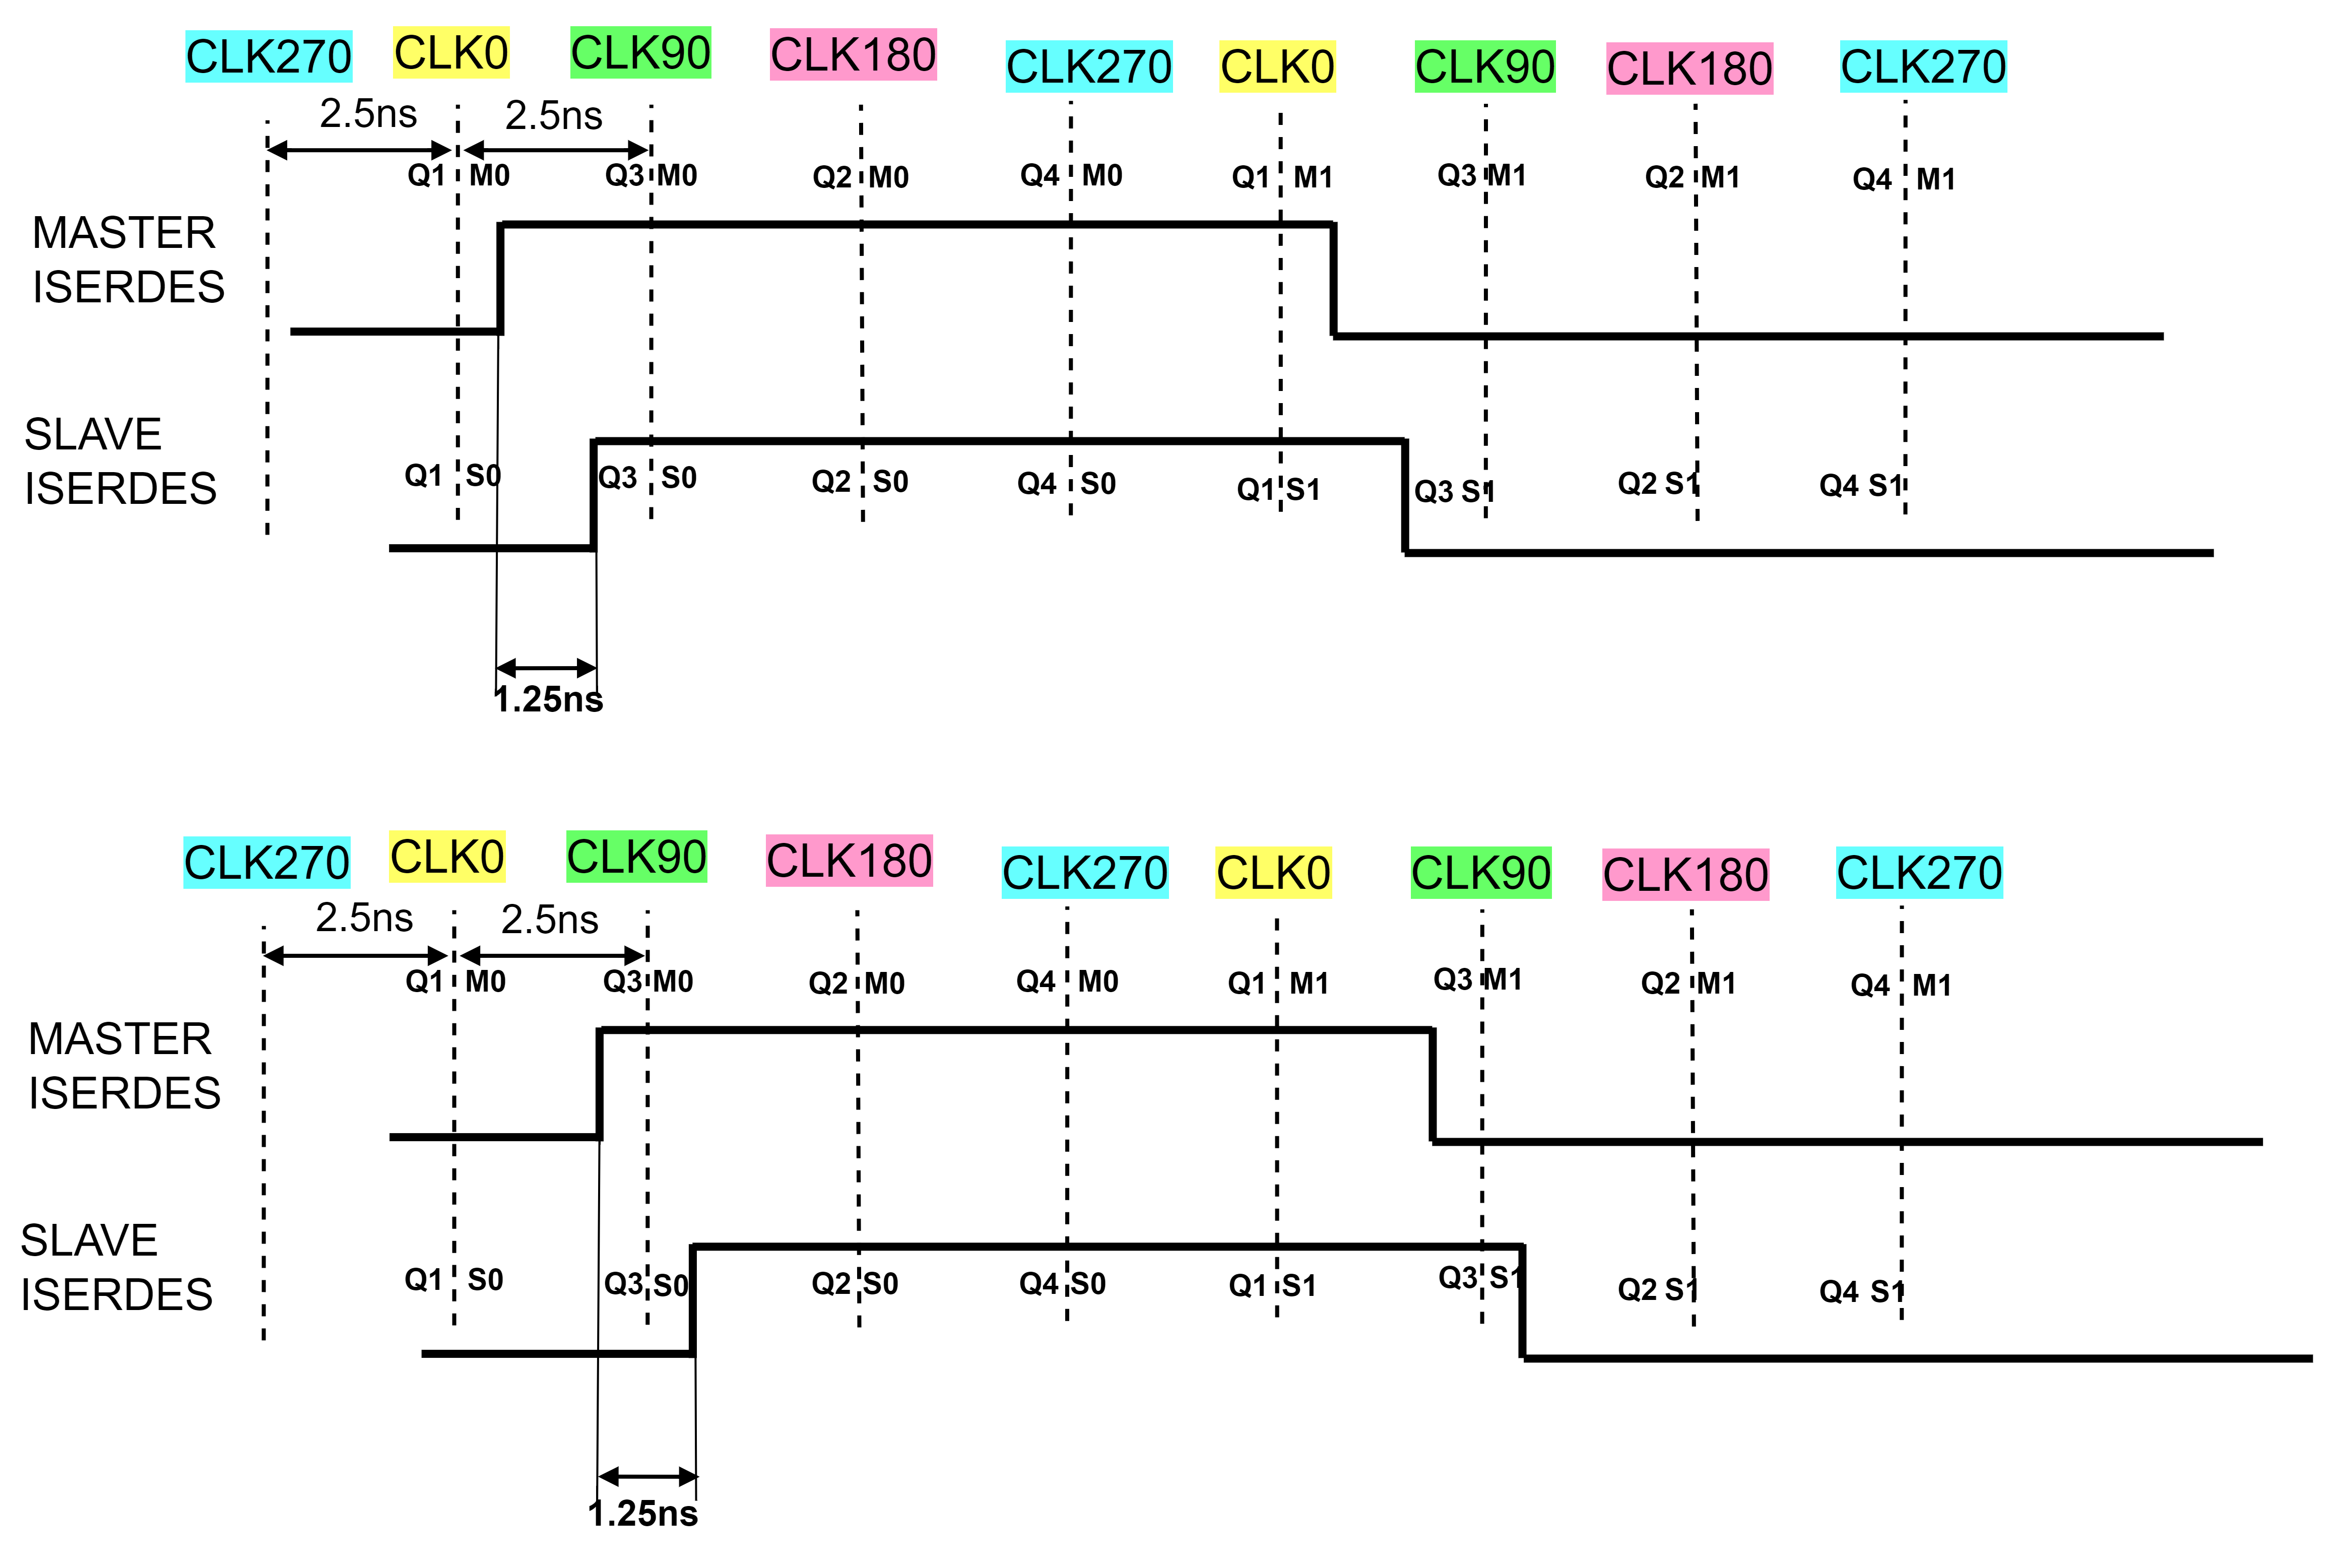 CLK270 CLK0 CLK90 CLK180 CLK270 CLK0 CLK90 CLK180 CLK270
2.5ns 2.5ns
Q1 M0 Q3 M0 Q2 M0 Q4 M0 Q1 M1 Q3 M1 Q2 M1 Q4 M1
MASTER
ISERDES
SLAVE
ISERDES
Q1 S0 Q3 S0 Q2 S0 Q4 S0 Q1 S1 Q3 S1 Q2 S1 Q4 S1
1.25ns
CLK270 CLK0 CLK90 CLK180 CLK270 CLK0 CLK90 CLK180 CLK270
2.5ns 2.5ns
Q1 M0 Q3 M0 Q2 M0 Q4 M0 Q1 M1 Q3 M1 Q2 M1 Q4 M1
MASTER
ISERDES
SLAVE
ISERDES
Q1 S0 Q3 S0 Q2 S0 Q4 S0 Q1 S1 Q3 S1 Q2 S1 Q4 S1
1.25ns